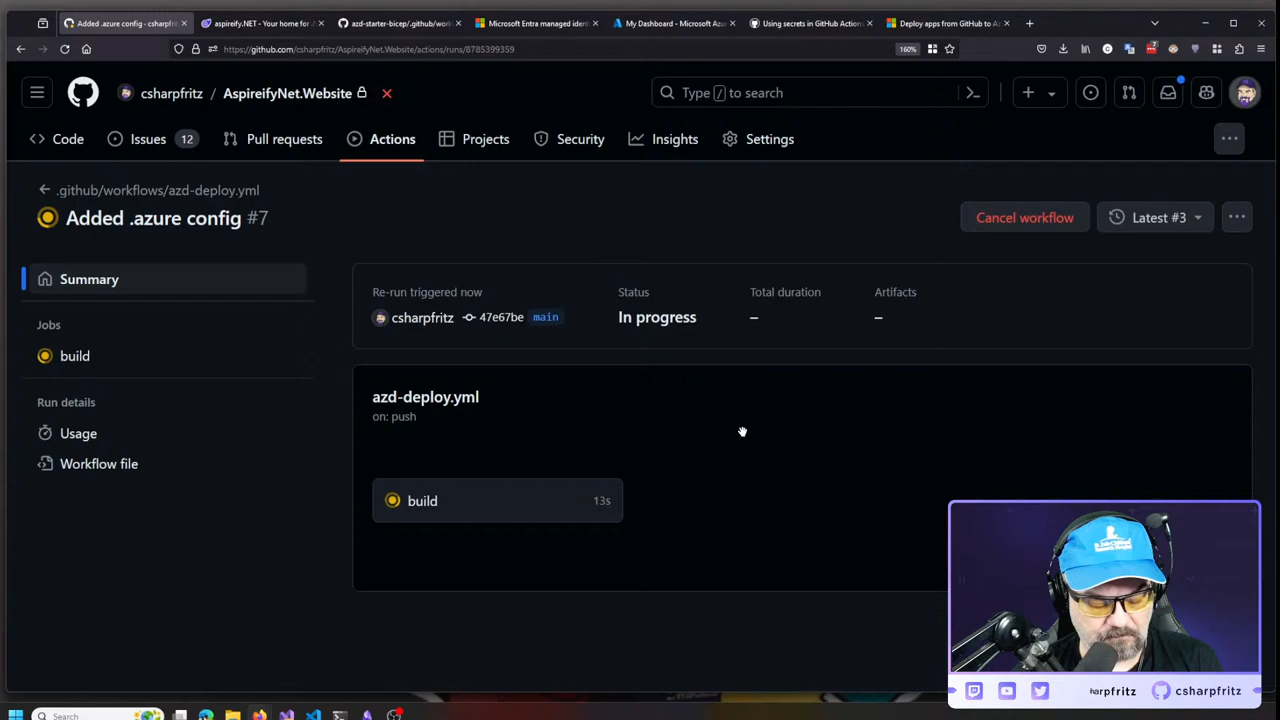 Added .azure config · csharpfri
aspireify.NET - Your home for .
azd-starter-bicep/.github/work
Microsoft Entra managed ident
My Dashboard - Microsoft Azu
Using secrets in GitHub Action
Deploy apps from GitHub to Az
https://github.com/csharpfritz/AspireifyNet.Website/actions/runs/8785399359
160%
csharpfritz / AspireifyNet.Website
Type / to search
Code
Issues 12
Pull requests
Actions
Projects
Security
Insights
Settings
.github/workflows/azd-deploy.yml
Added .azure config #7
Cancel workflow
Latest #3
Summary
Jobs
build
Run details
Usage
Workflow file
Re-run triggered now
csharpfritz 47e67be main
Status
In progress
Total duration
–
Artifacts
–
azd-deploy.yml
on: push
build 13s
harpfritz
csharpfritz
Search